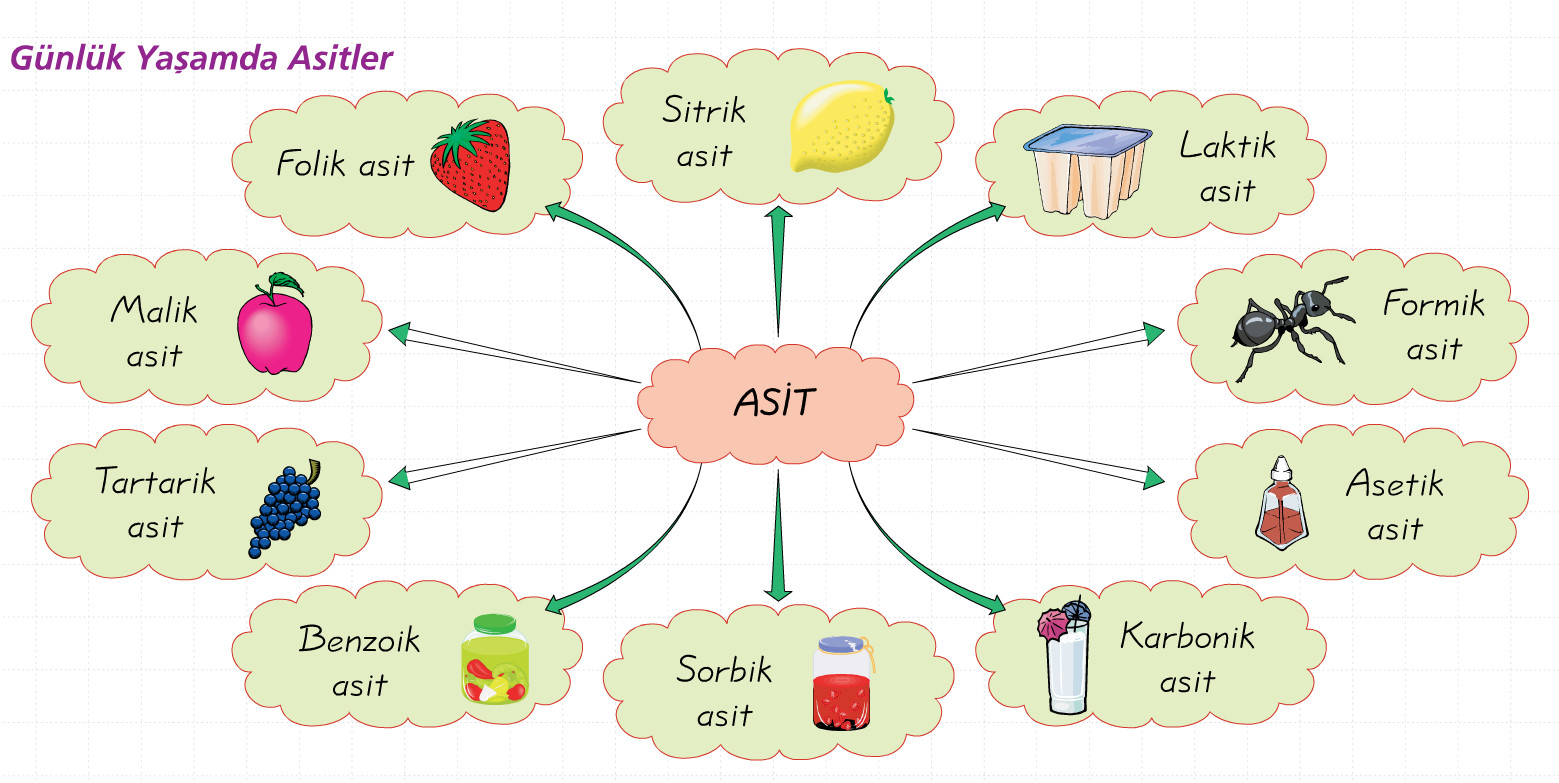 Günlük Yaşamda Asitler
Sitrik
asit
Folik asit
Laktik
asit
Malik
asit
Formik
asit
ASİT
Tartarik
asit
Asetik
asit
Benzoik
asit
Sorbik
asit
Karbonik
asit